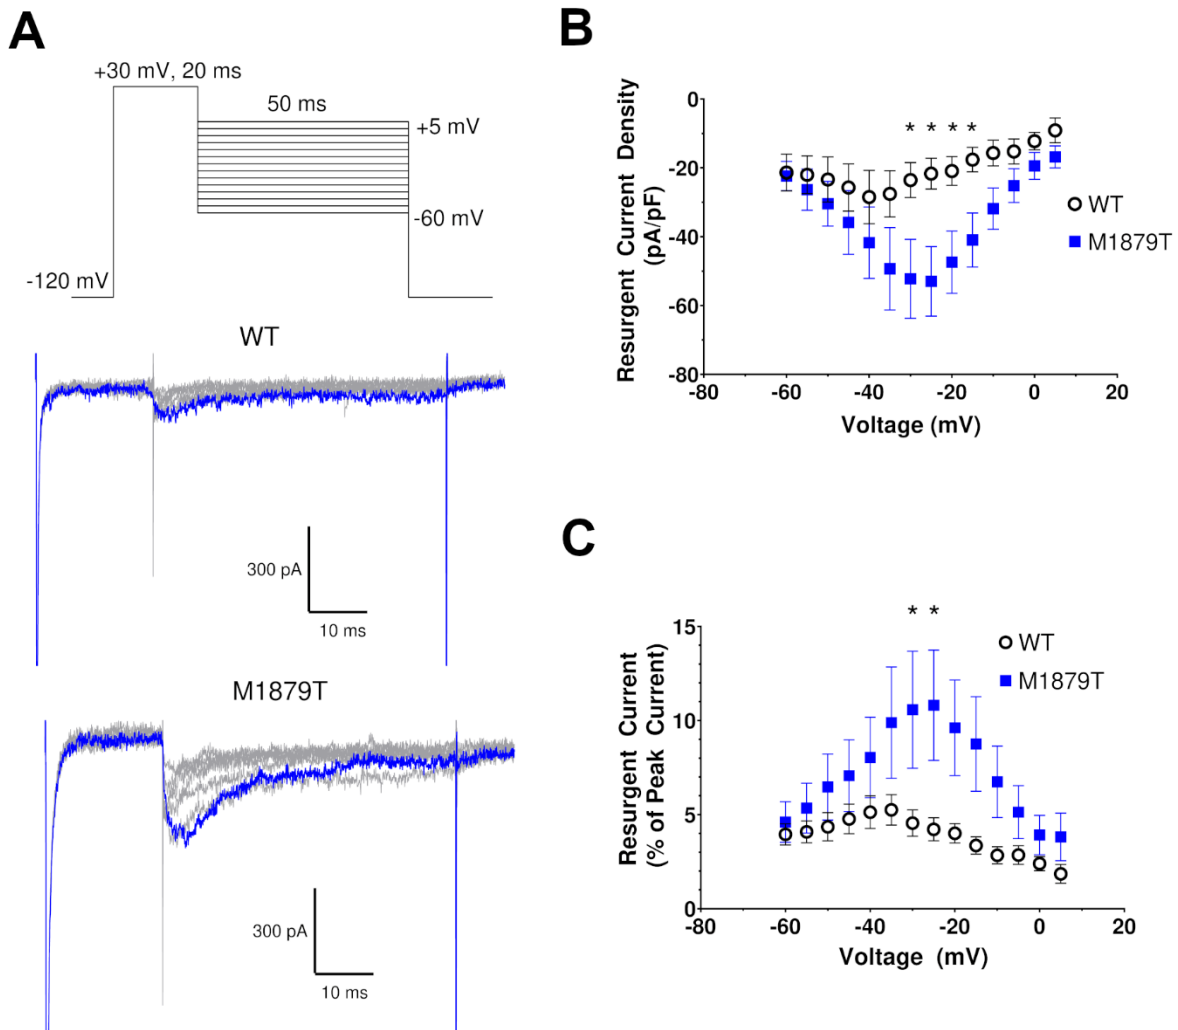 A
+30 mV, 20 ms
50 ms
+5 mV
-60 mV
-120 mV
WT
300 pA
10 ms
M1879T
300 pA
10 ms
B
Resurgent Current Density
(pA/pF)
0
-20
-40
-60
-80
* * * *
WT
M1879T
-80 -60 -40 -20 0 20
Voltage (mV)
C
Resurgent Current
(% of Peak Current)
15
10
5
0
* *
WT
M1879T
-80 -60 -40 -20 0 20
Voltage (mV)